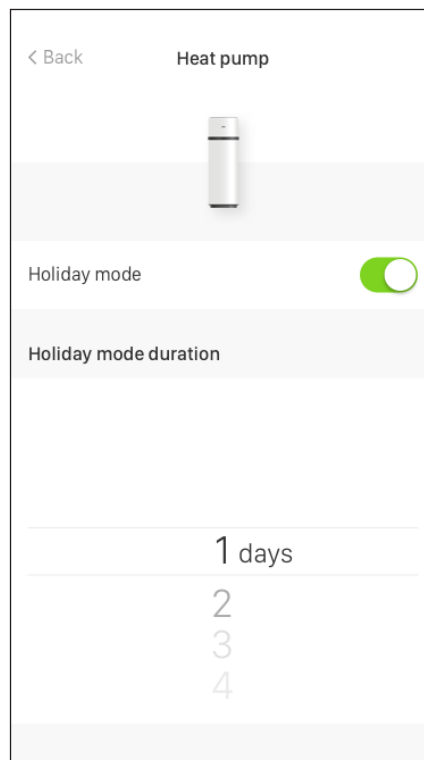 < Back Heat pump
Holiday mode
Holiday mode duration
1 days
2
3
4